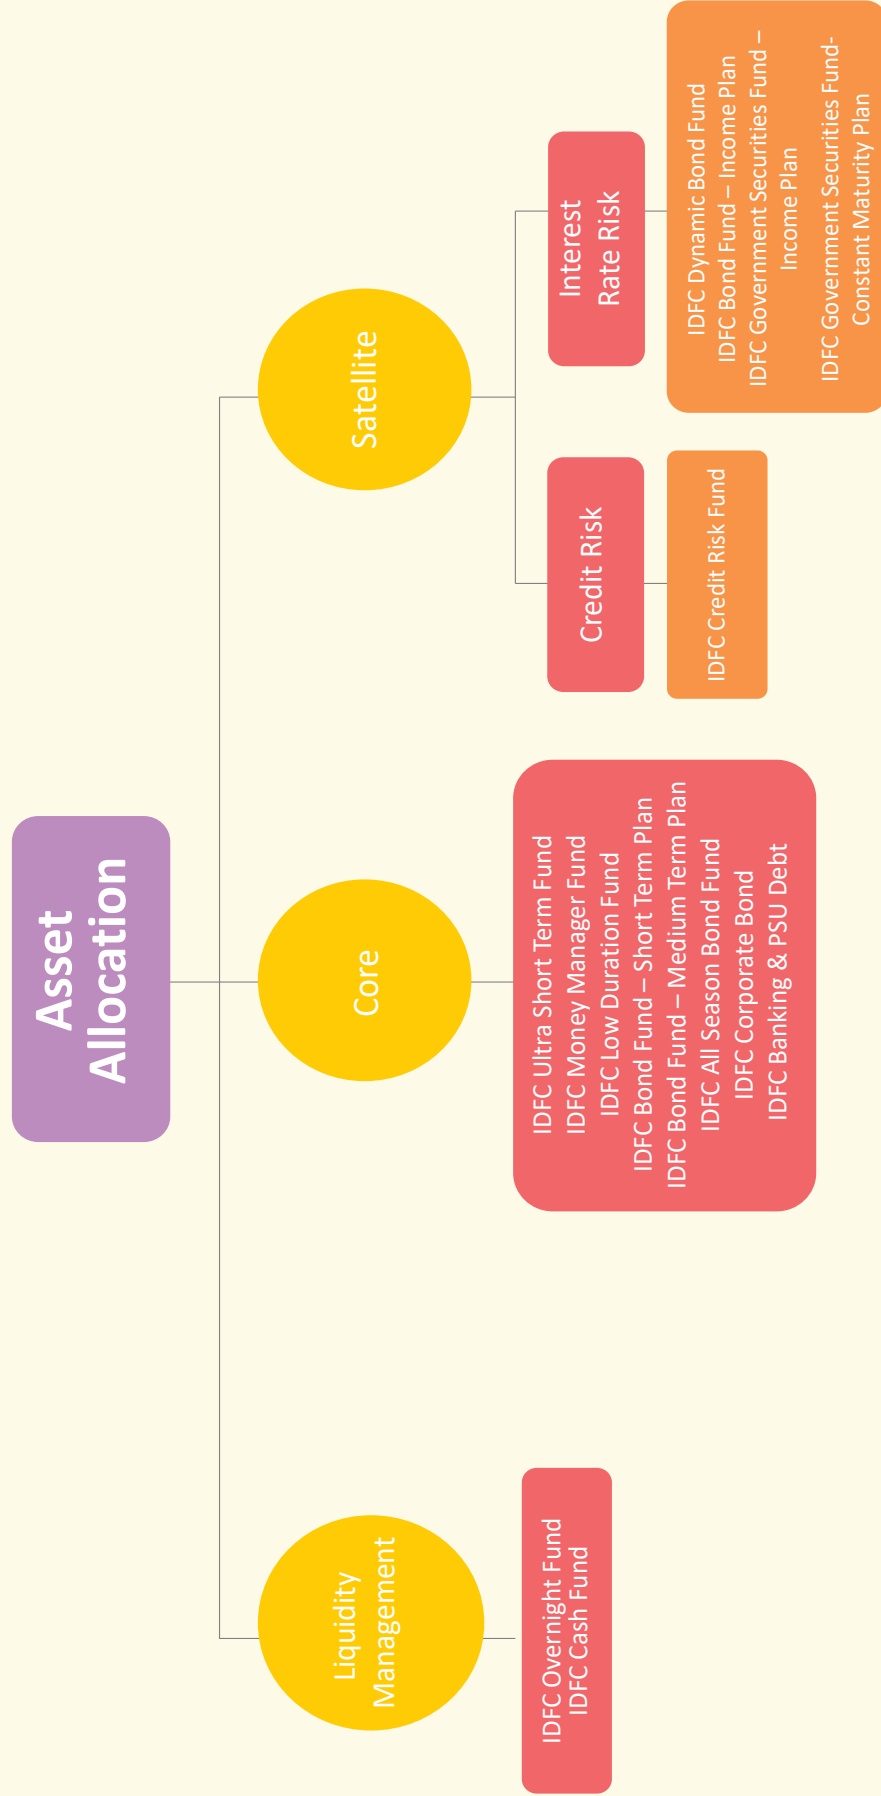 Asset
Allocation
Liquidity
Management
IDFC Overnight Fund
IDFC Cash Fund
Core
IDFC Ultra Short Term Fund
IDFC Money Manager Fund
IDFC Low Duration Fund
IDFC Bond Fund – Short Term Plan
IDFC Bond Fund – Medium Term Plan
IDFC All Season Bond Fund
IDFC Corporate Bond
IDFC Banking & PSU Debt
Satellite
Credit Risk
IDFC Credit Risk Fund
Interest
Rate Risk
IDFC Dynamic Bond Fund
IDFC Bond Fund – Income Plan
IDFC Government Securities Fund –
Income Plan
IDFC Government Securities Fund-
Constant Maturity Plan